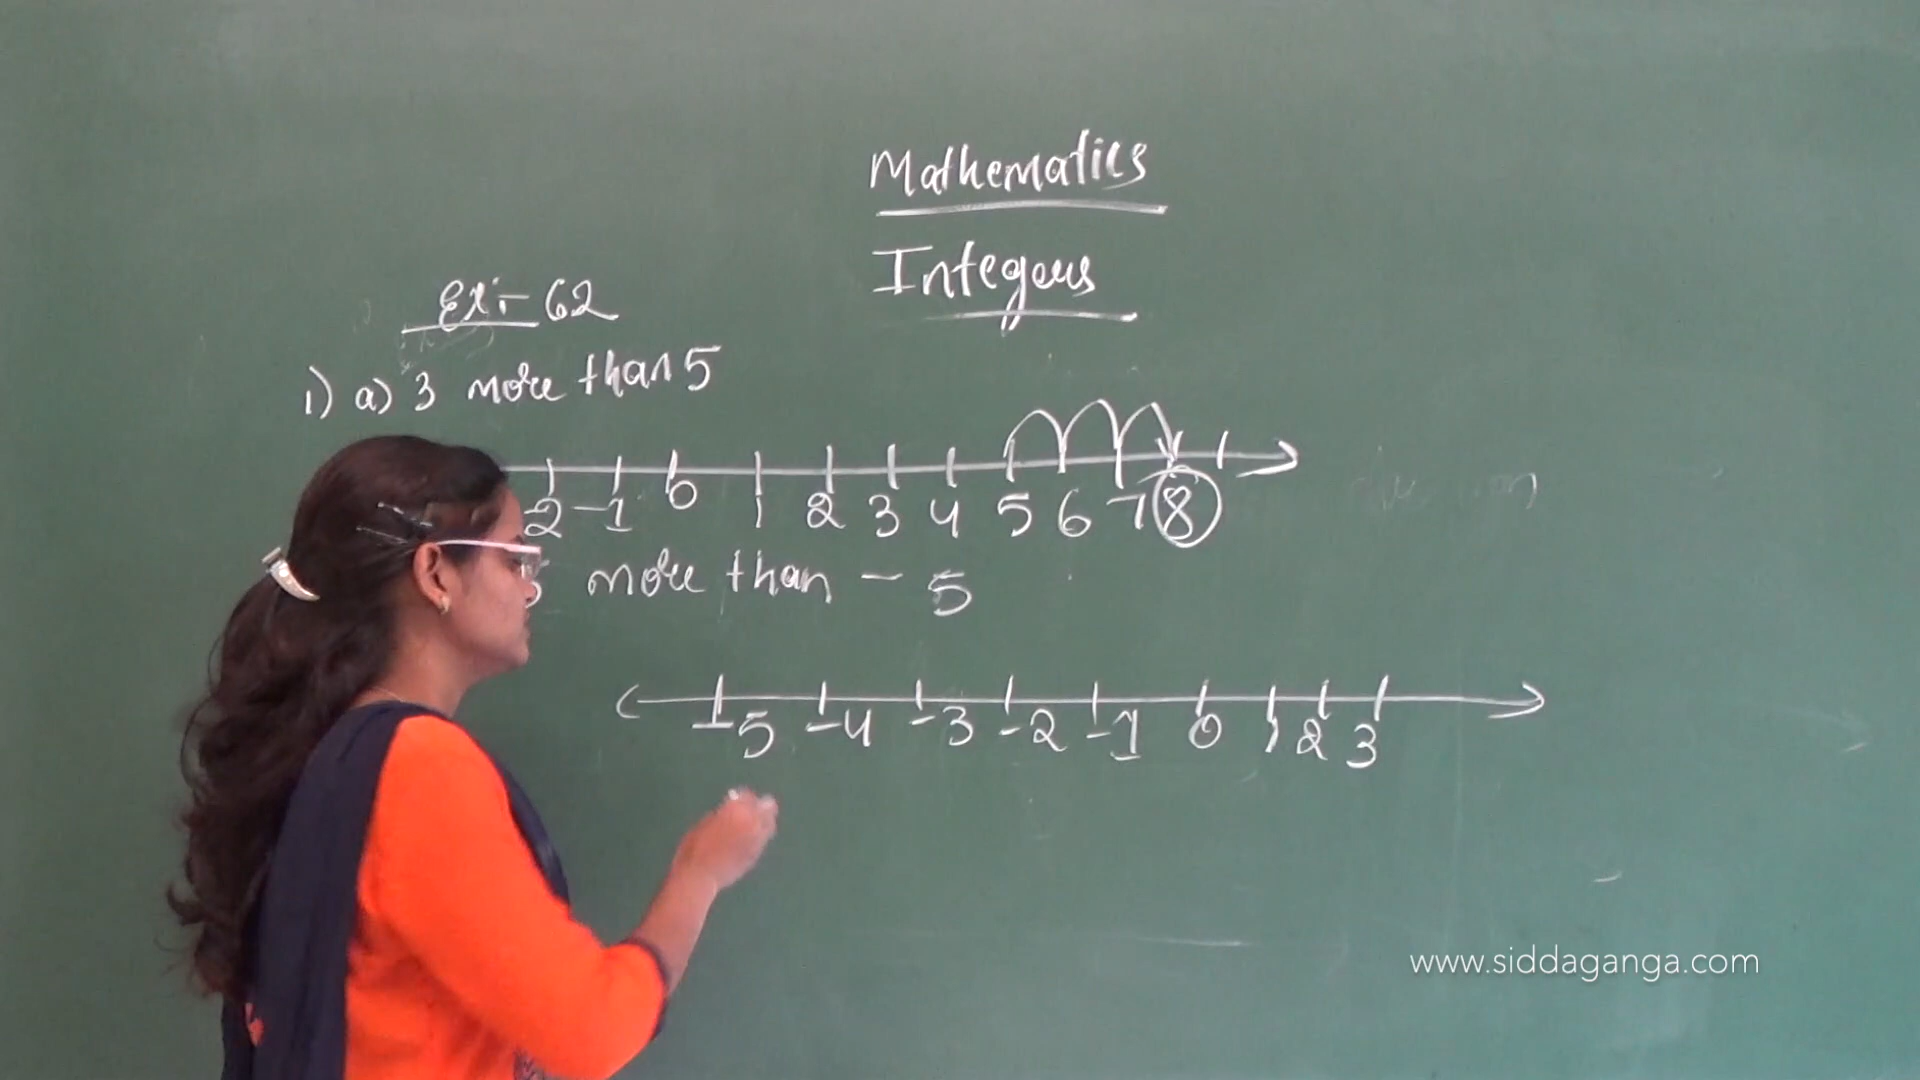 Mathematics
Integers
Ex:- 62
1) a) 3 more than 5
2 -1 0 1 2 3 4 5 6 7 8
5 more than - 5
-5 -4 -3 -2 -1 0 1 2 3
www.siddaganga.com